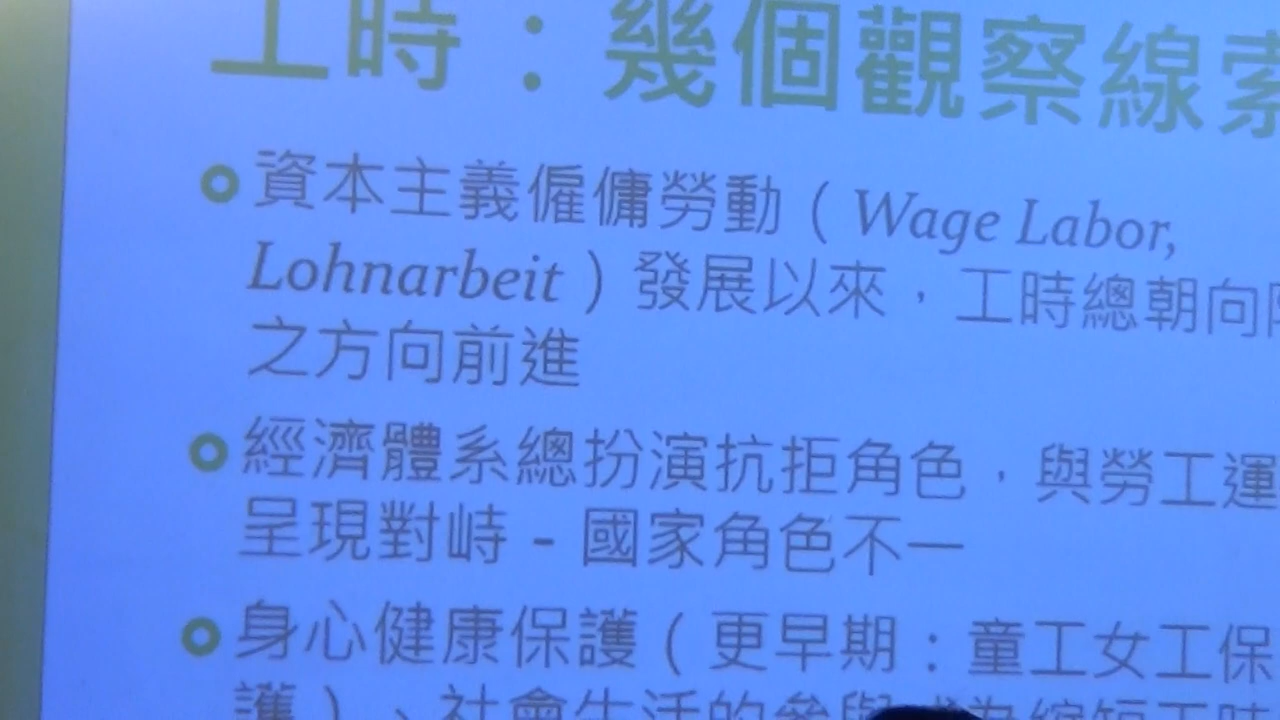 工時：幾個觀察線索
資本主義僱傭勞動（Wage Labor,
Lohnarbeit）發展以來，工時總朝向
之方向前進
經濟體系總扮演抗拒角色，與勞工運
呈現對峙－國家角色不一
身心健康保護（更早期：童工女工保
護）、社會生活的參與成為縮短工時